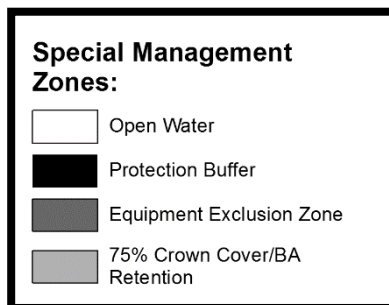 Special Management
Zones:
Open Water
Protection Buffer
Equipment Exclusion Zone
75% Crown Cover/BA
Retention